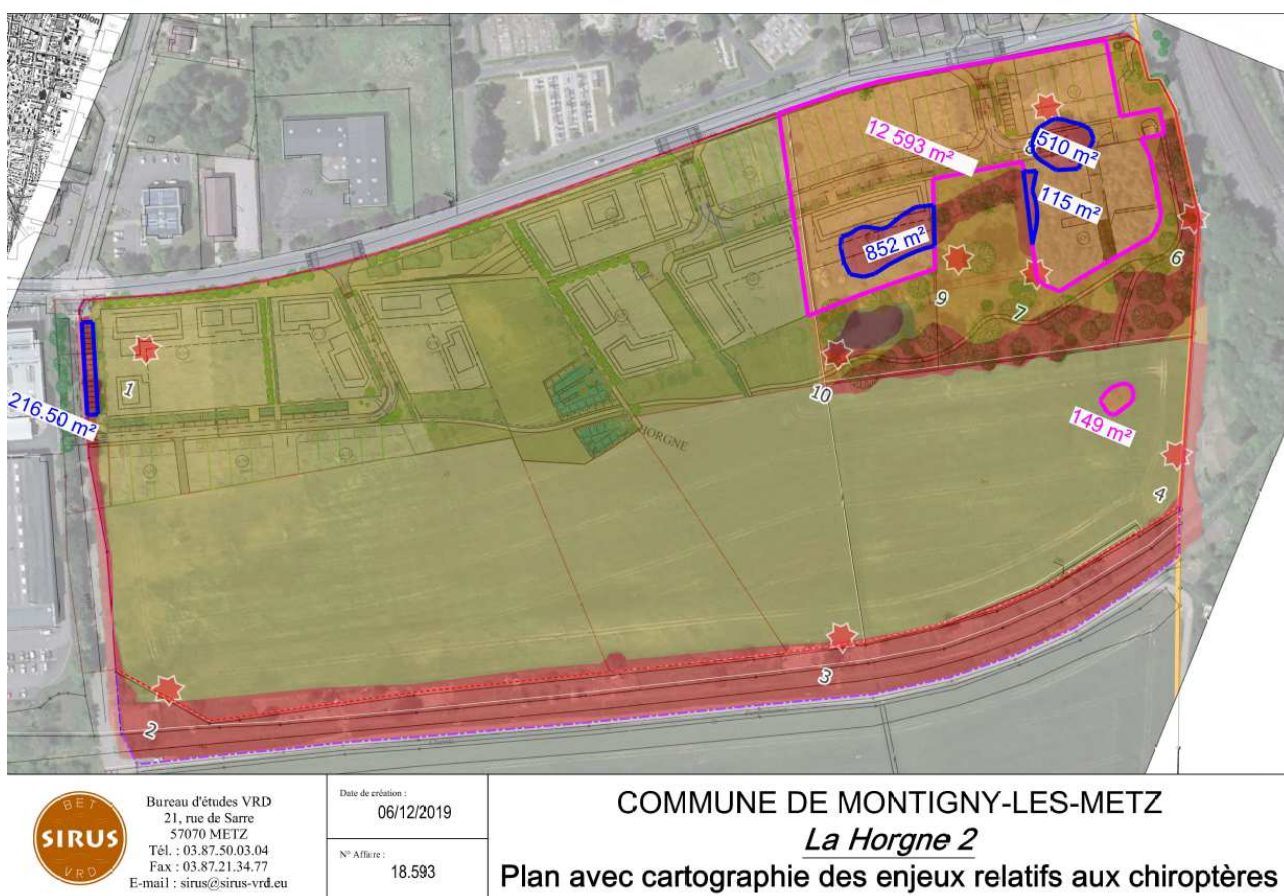 12 593 m²
510 m²
115 m²
852 m²
6
9
7
1
10
216.50 m²
149 m²
HORGNE
4
3
2
BET
SIRUS
VRD
Bureau d'études VRD
21, rue de Sarre
57070 METZ
Tél. : 03.87.50.03.04
Fax : 03.87.21.34.77
E-mail : sirus@sirus-vrd.eu
Date de création :
06/12/2019
N° Affaire :
18.593
COMMUNE DE MONTIGNY-LES-METZ
La Horgne 2
Plan avec cartographie des enjeux relatifs aux chiroptères